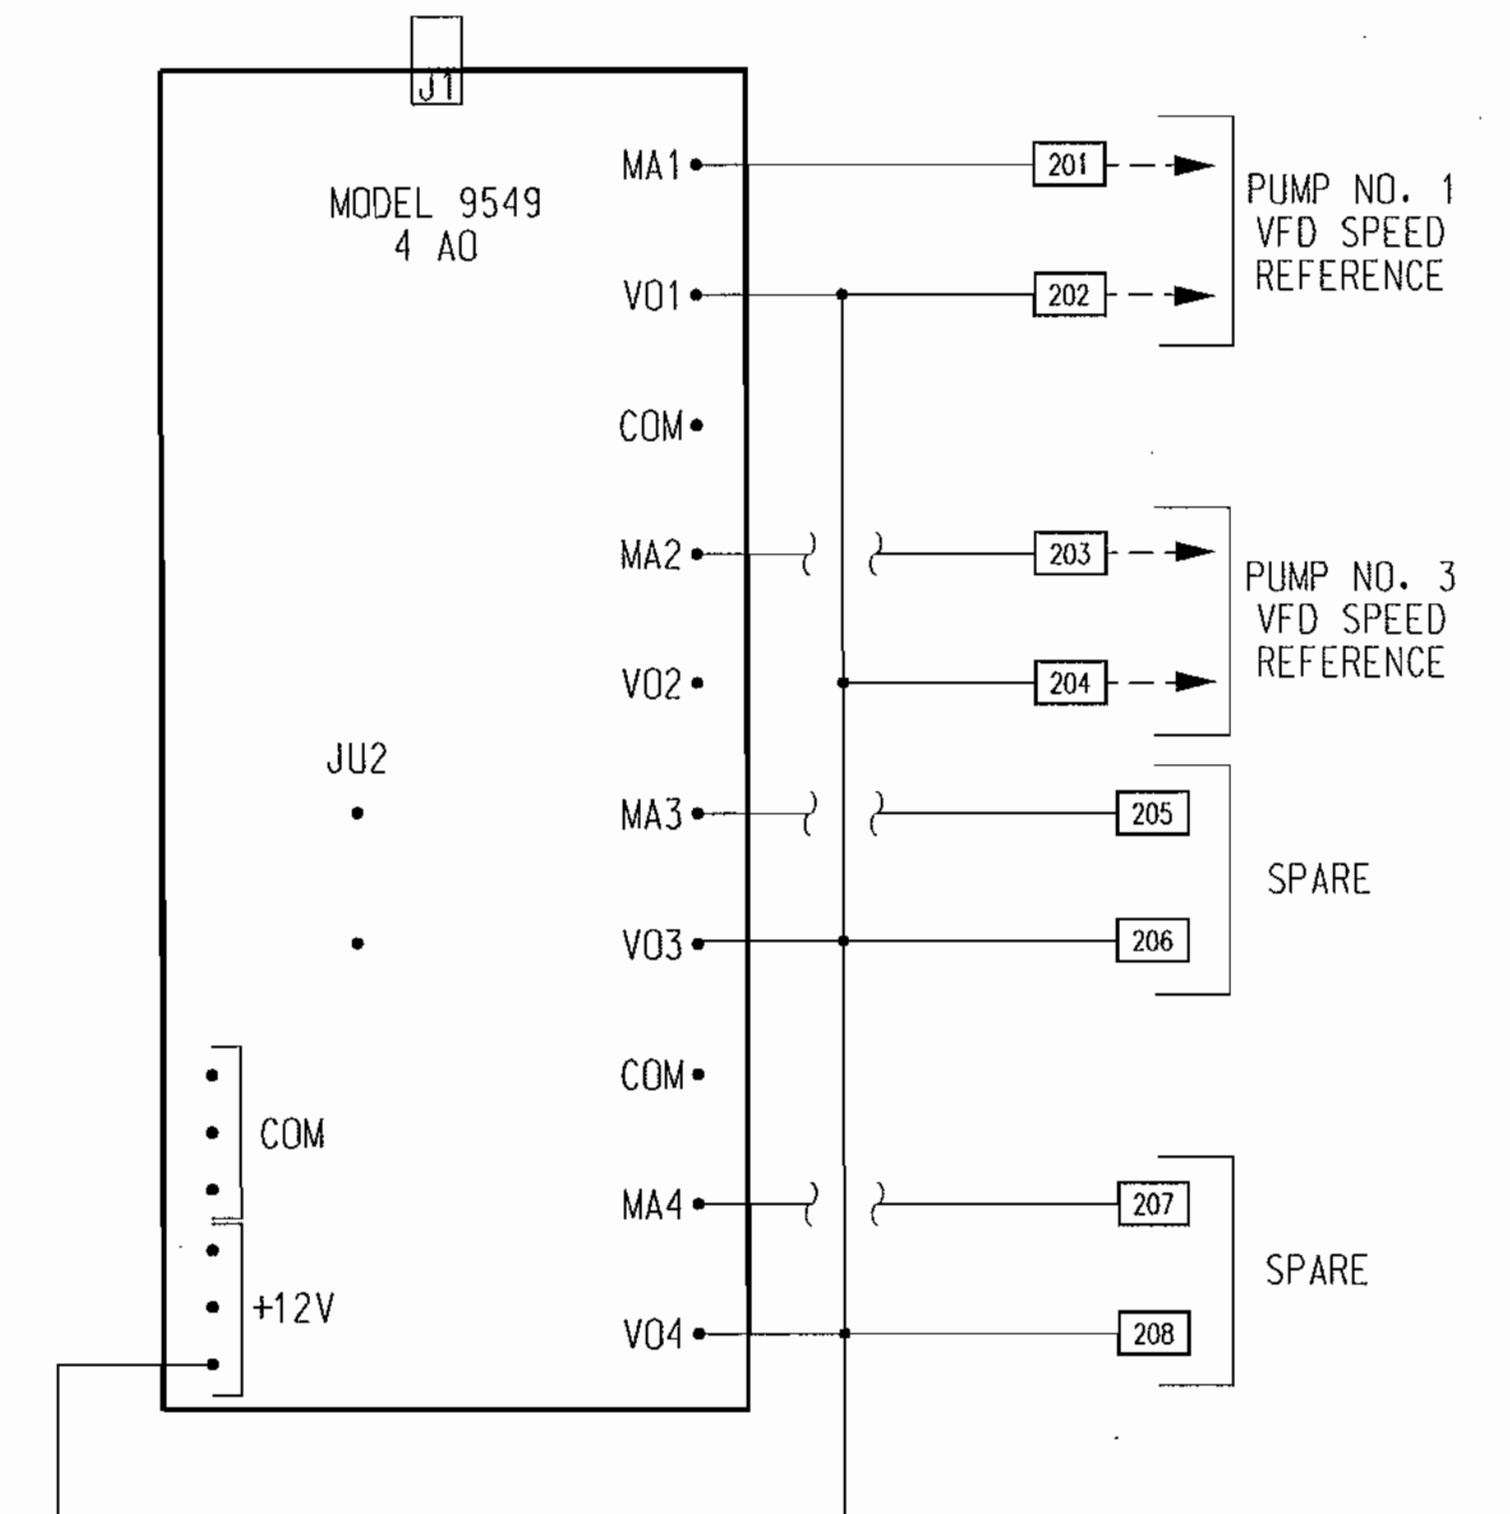 J1
MODEL 9549
4 AO
MA1
201
PUMP NO. 1
VFD SPEED
REFERENCE
VO1
202
COM
MA2
203
PUMP NO. 3
VFD SPEED
REFERENCE
VO2
204
JU2
MA3
205
SPARE
VO3
206
COM
COM
MA4
207
SPARE
+12V
VO4
208